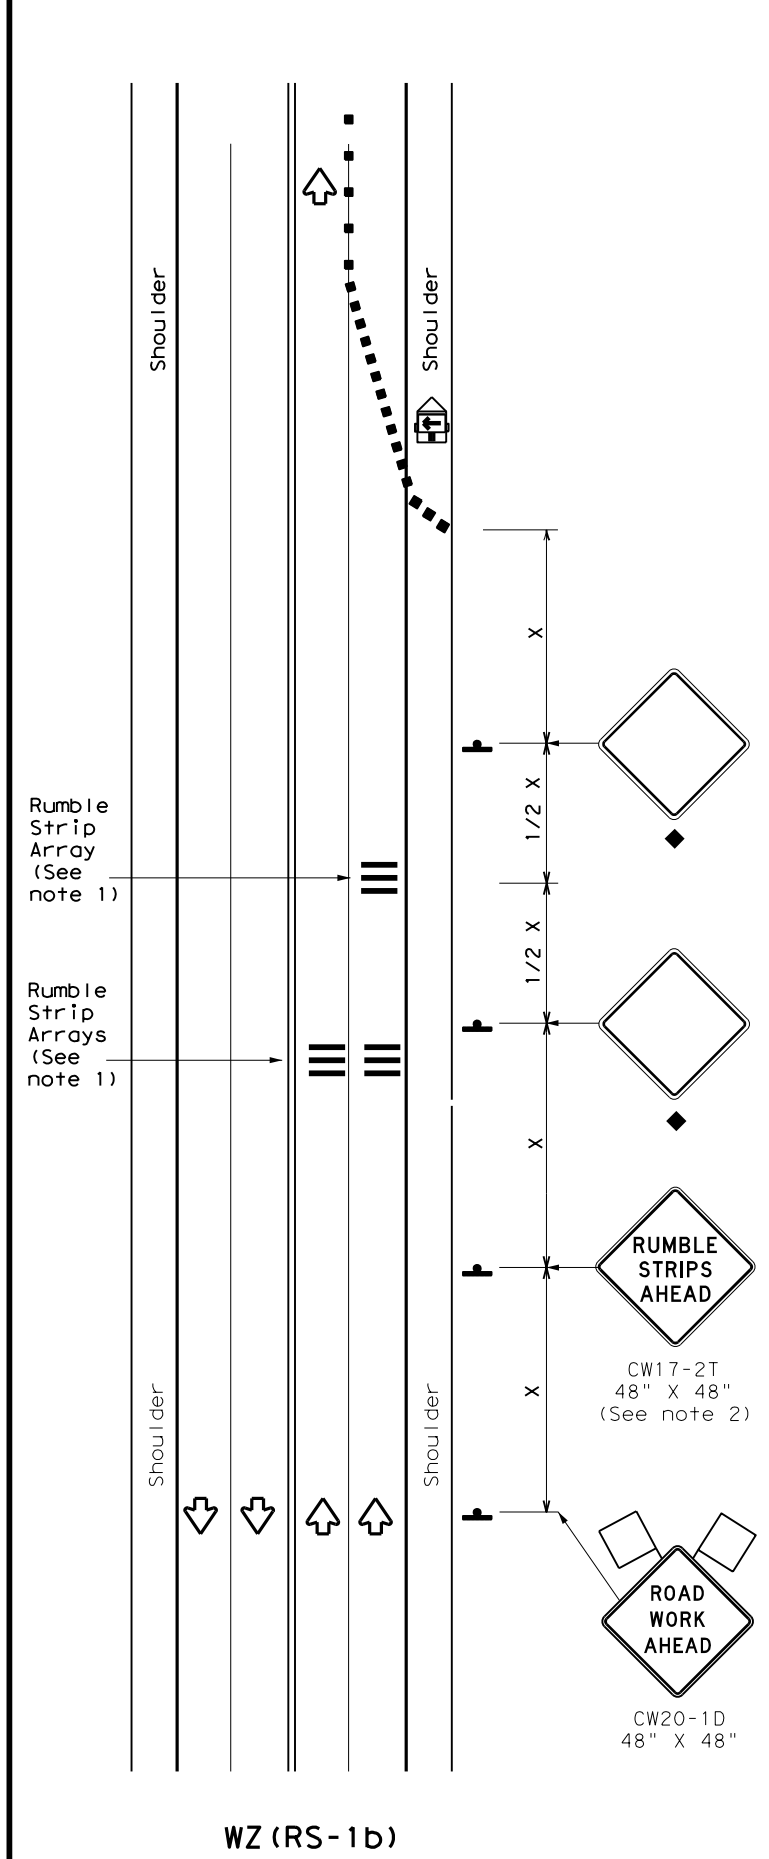 Shoulder
Shoulder
X
1/2 X
Rumble
Strip
Array
(See
note 1)
1/2 X
Rumble
Strip
Arrays
(See
note 1)
X
RUMBLE
STRIPS
AHEAD
CW17-2T
48" X 48"
(See note 2)
X
Shoulder
Shoulder
ROAD
WORK
AHEAD
CW20-1D
48" X 48"
WZ(RS-1b)